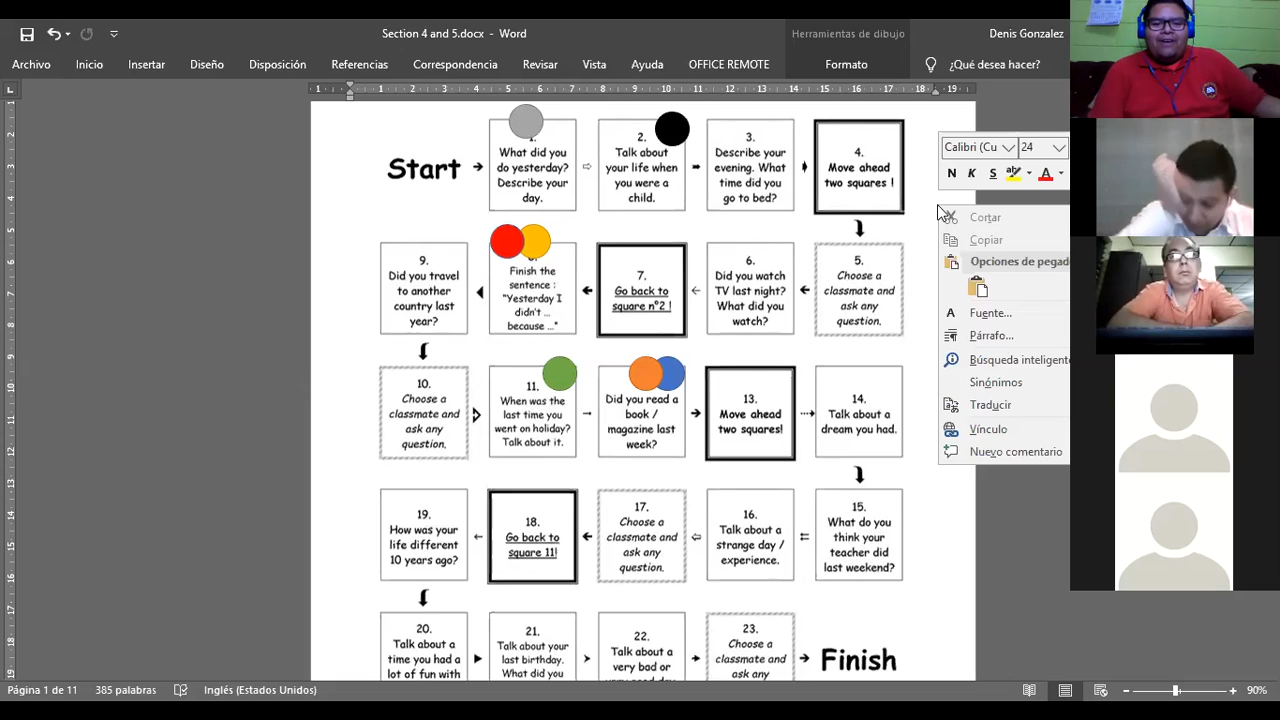 Section 4 and 5.docx - Word
Herramientas de dibujo
Denis Gonzalez
Archivo Inicio Insertar Diseño Disposición Referencias Correspondencia Revisar Vista Ayuda OFFICE REMOTE Formato ¿Qué desea hacer?
Start
1.
What did you
do yesterday?
Describe your
day.
2.
Talk about
your life when
you were a
child.
3.
Describe your
evening. What
time did you
go to bed?
4.
Move ahead
two squares !
5.
Choose a
classmate and
ask any
question.
6.
Did you watch
TV last night?
What did you
watch?
7.
Go back to
square n°2 !
Finish the
sentence :
"Yesterday I
didn't ...
because ..."
9.
Did you travel
to another
country last
year?
10.
Choose a
classmate and
ask any
question.
11.
When was the
last time you
went on holiday?
Talk about it.
Did you read a
book /
magazine last
week?
13.
Move ahead
two squares!
14.
Talk about a
dream you had.
15.
What do you
think your
teacher did
last weekend?
16.
Talk about a
strange day /
experience.
17.
Choose a
classmate and
ask any
question.
18.
Go back to
square 11!
19.
How was your
life different
10 years ago?
20.
Talk about a
time you had a
lot of fun with
21.
Talk about your
last birthday.
What did you
22.
Talk about a
very bad or
23.
Choose a
classmate and
ask any
Finish
Calibri (Cu 24
N K S A
Cortar
Copiar
Opciones de pegad
Fuente...
Párrafo...
Búsqueda inteligent
Sinónimos
Traducir
Vínculo
Nuevo comentario
Página 1 de 11 385 palabras Inglés (Estados Unidos) 90%